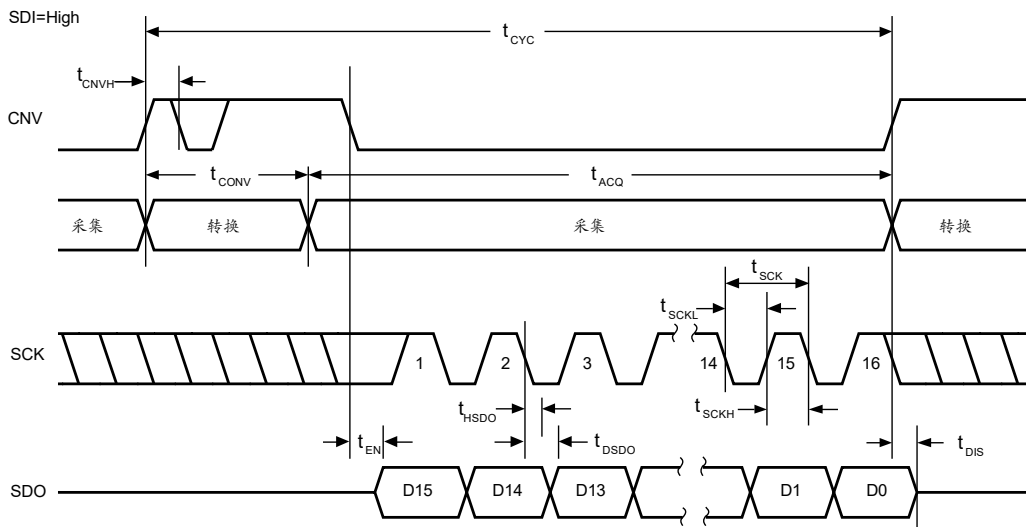 SDI=High
tCYC
tCNVH
CNV
tCONV
tACQ
采集 转换 采集 转换
tSCK
tSCKL
SCK
1 2 3 14 15 16
tHSDO
tSCKH
tEN
tDSDO
tDIS
SDO
D15 D14 D13 D1 D0